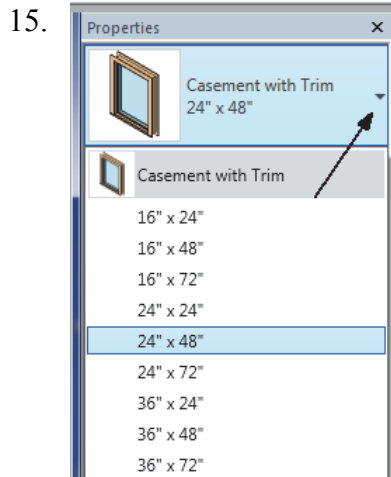 15.
Properties ×
Casement with Trim
24" x 48"
Casement with Trim
16" x 24"
16" x 48"
16" x 72"
24" x 24"
24" x 48"
24" x 72"
36" x 24"
36" x 48"
36" x 72"